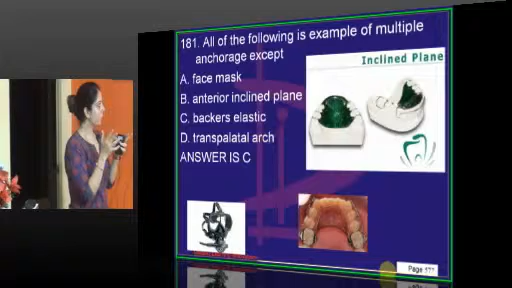 181. All of the following is example of multiple
anchorage except
A. face mask
B. anterior inclined plane
C. backers elastic
D. transpalatal arch
ANSWER IS C
Inclined Plane
Page 171